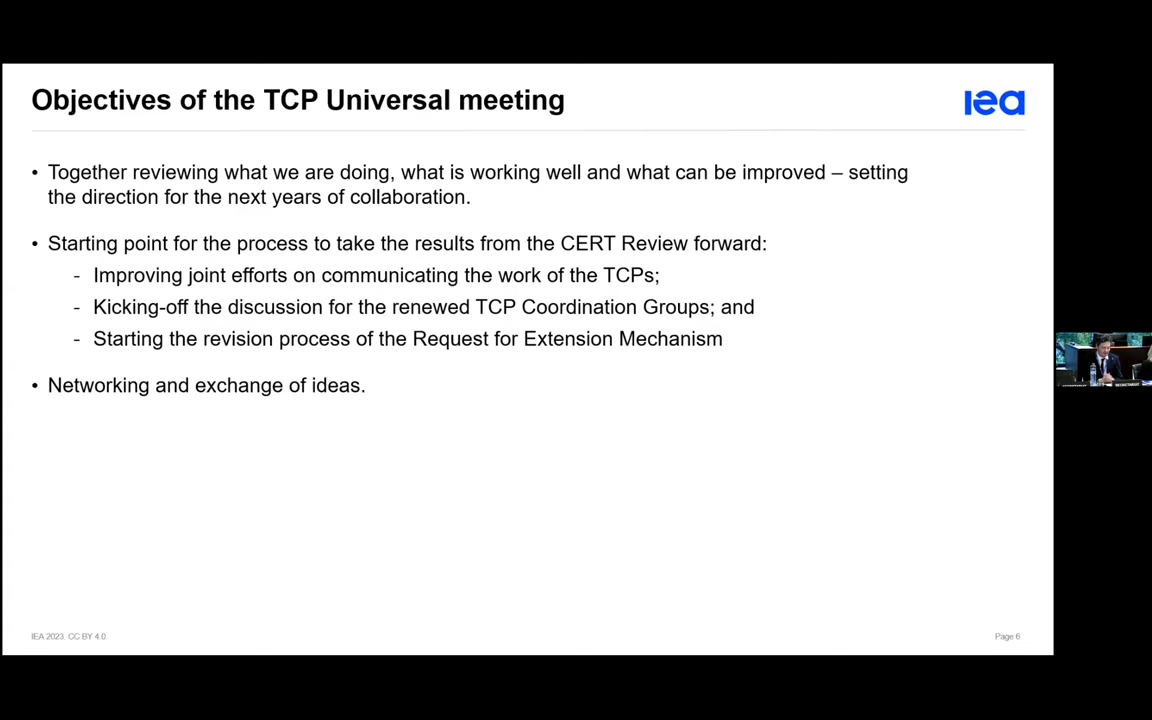 Objectives of the TCP Universal meeting
iea
• Together reviewing what we are doing, what is working well and what can be improved – setting
the direction for the next years of collaboration.
• Starting point for the process to take the results from the CERT Review forward:
- Improving joint efforts on communicating the work of the TCPs;
- Kicking-off the discussion for the renewed TCP Coordination Groups; and
- Starting the revision process of the Request for Extension Mechanism
• Networking and exchange of ideas.
SECRETARIAT
IEA 2023. CC BY 4.0.
Page 6